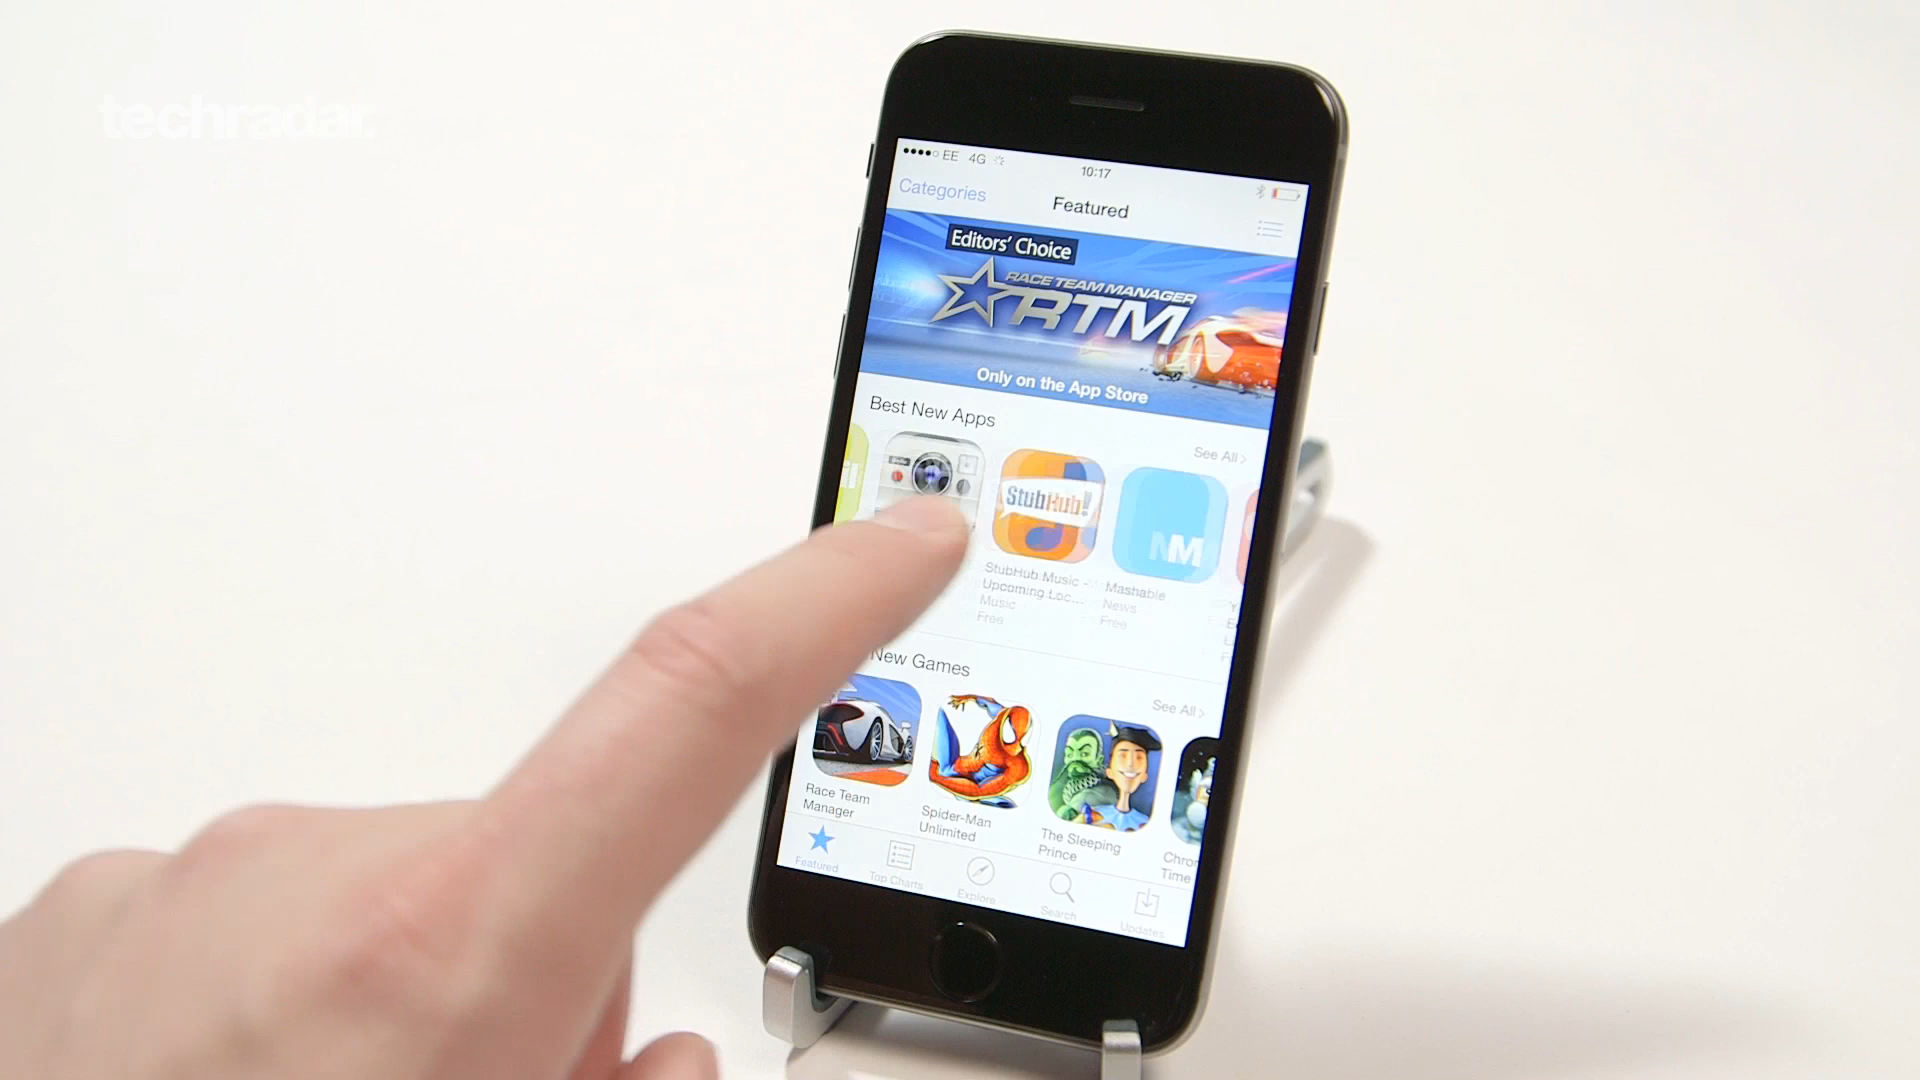 techradar.
EE 4G
10:17
Categories
Featured
Editors' Choice
RACE TEAM MANAGER
RTM
Only on the App Store
Best New Apps
See All >
StubHub!
M
StubHub Music -
Upcoming Loc...
Music
Free
Mashable
News
Free
New Games
See All >
Race Team
Manager
Spider-Man
Unlimited
The Sleeping
Prince
Chro
Time
Featured
Top Charts
Explore
Search
Updates